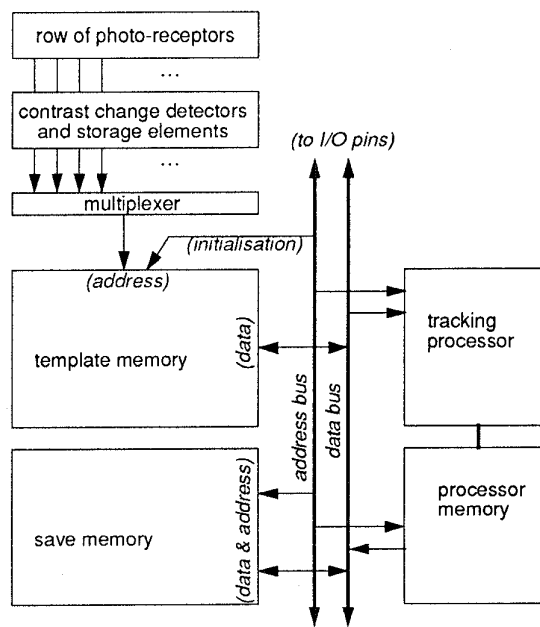 row of photo-receptors
...
contrast change detectors
and storage elements
...
(to I/O pins)
multiplexer
(initialisation)
(address)
template memory
(data)
address bus
data bus
tracking
processor
save memory
(data & address)
processor
memory